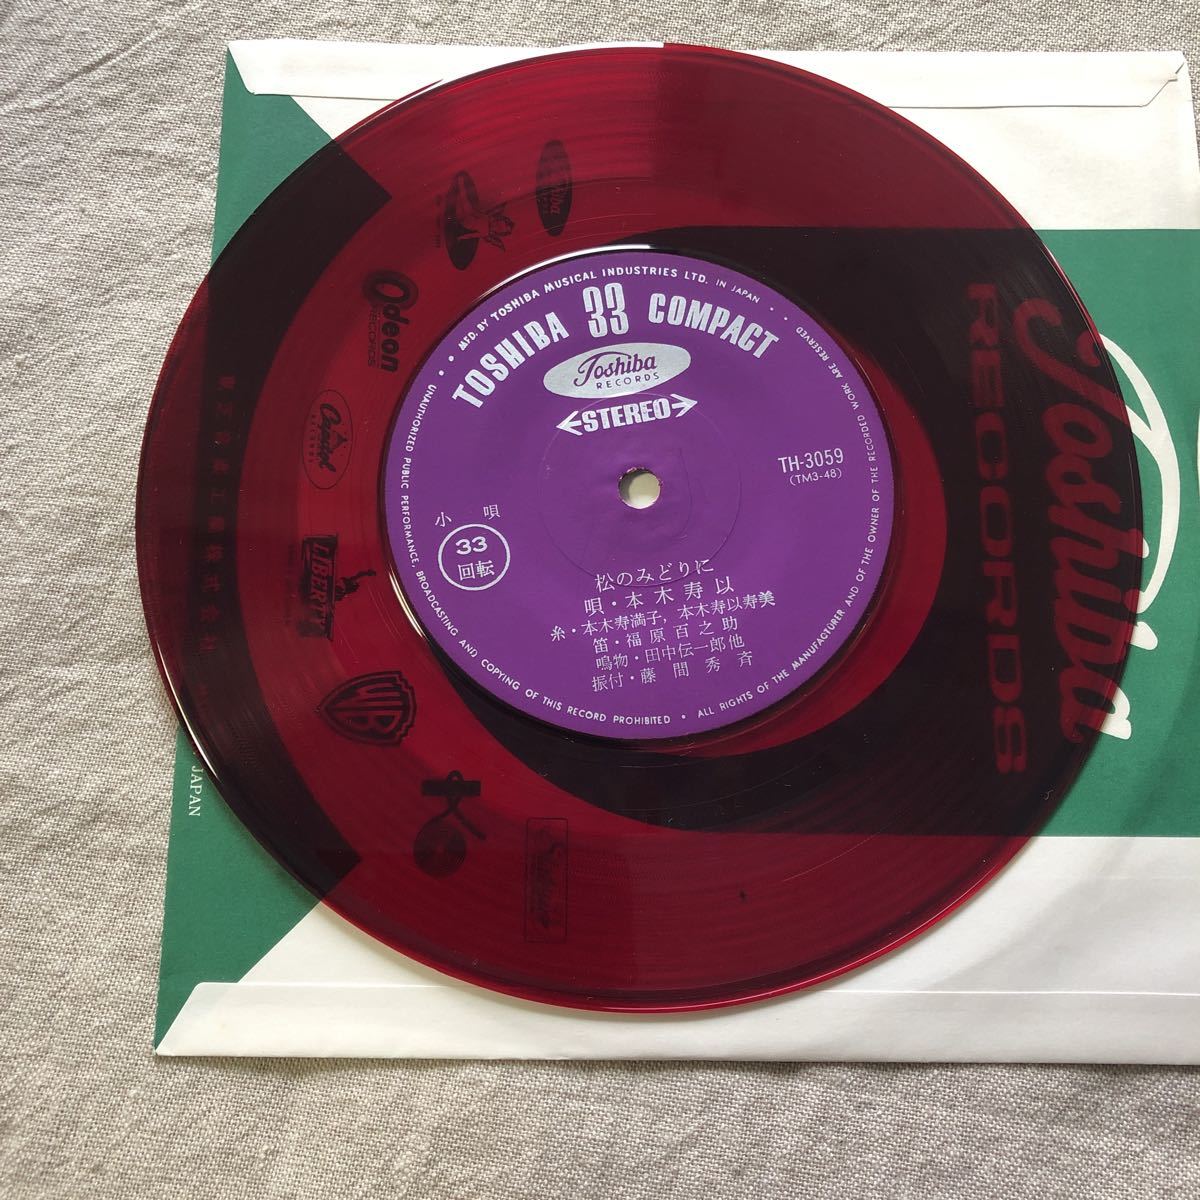 MFD. BY TOSHIBA MUSICAL INDUSTRIES LTD. IN JAPAN
UNAUTHORIZED PUBLIC PERFORMANCE, BROADCASTING AND COPYING OF THIS RECORD PROHIBITED • ALL RIGHTS OF THE MANUFACTURER AND OF THE OWNER OF THE RECORDED WORK ARE RESERVED
TOSHIBA 33 COMPACT
Toshiba
RECORDS
STEREO
TH-3059
(TM3-48)
小唄
33
回転
松のみどりに
唄・本木寿以
糸・本木寿満子, 本木寿以寿美
笛・福原百之助
鳴物・田中伝一郎他
振付・藤間秀斉
Toshiba
RECORDS
Odeon
RECORDS
Capitol
RECORDS
LIBERTY
WB
JAPAN